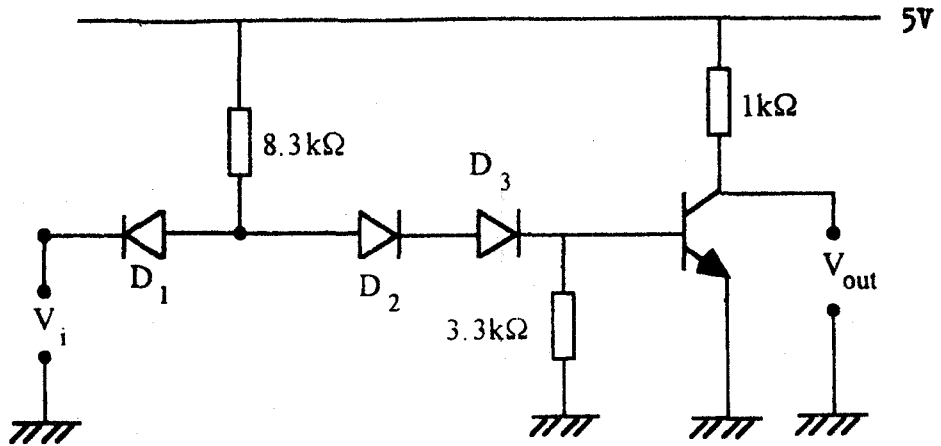 5V
1kΩ
8.3kΩ
D3
D1
D2
Vi
3.3kΩ
Vout